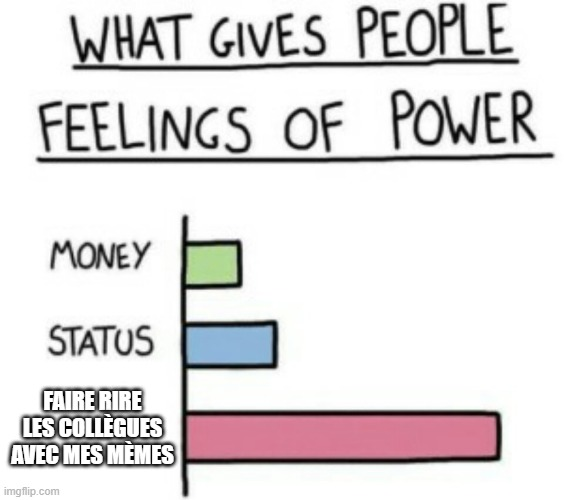 WHAT GIVES PEOPLE
FEELINGS OF POWER
MONEY
STATUS
FAIRE RIRE
LES COLLÈGUES
AVEC MES MÈMES
imgflip.com